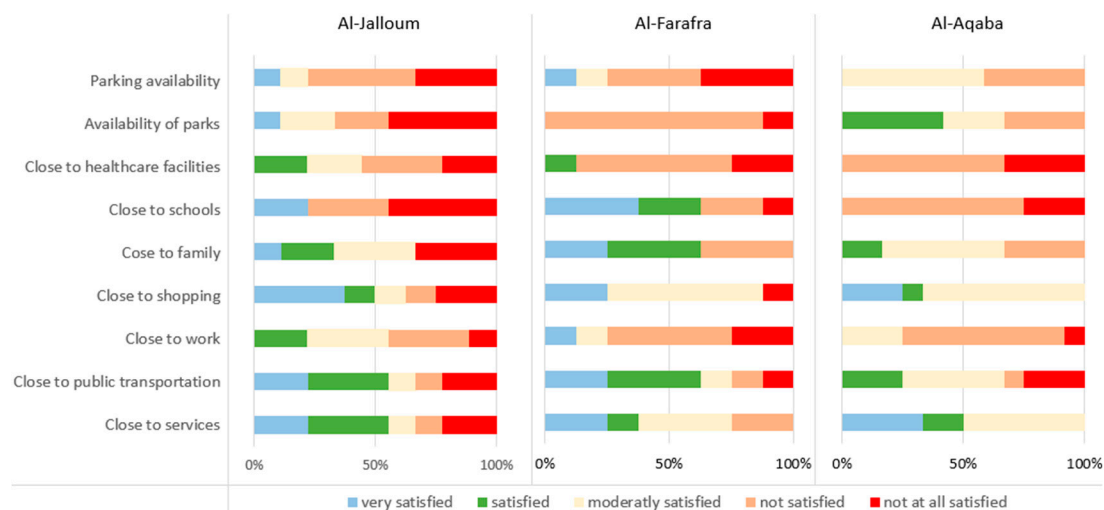 Al-Jalloum Al-Farafra Al-Aqaba
Parking availability
Availability of parks
Close to healthcare facilities
Close to schools
Cose to family
Close to shopping
Close to work
Close to public transportation
Close to services
0% 50% 100% 0% 50% 100% 0% 50% 100%
very satisfied satisfied moderatly satisfied not satisfied not at all satisfied